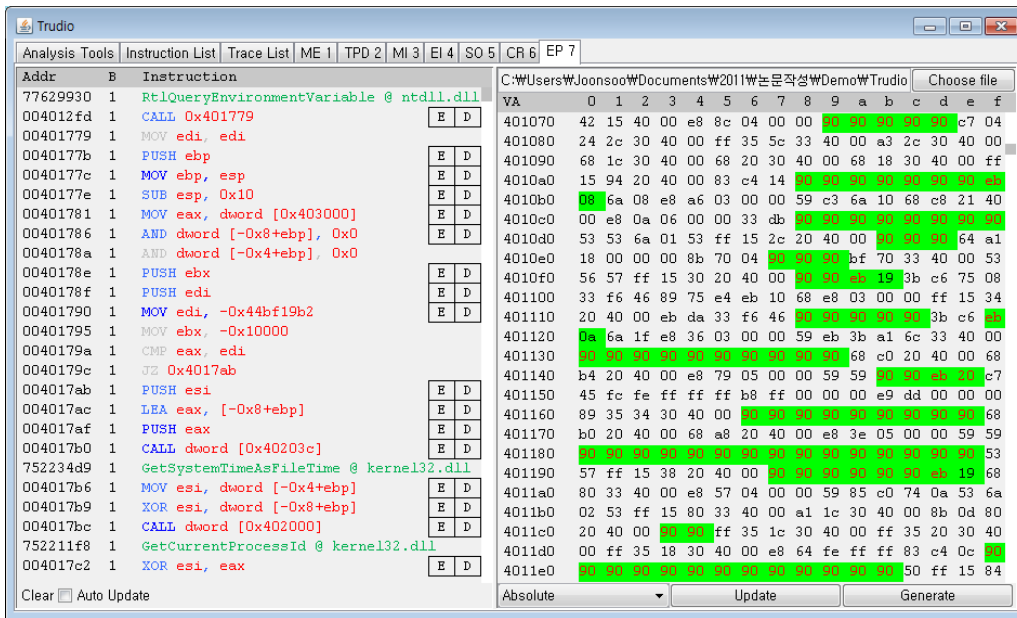 Trudio
Analysis Tools Instruction List Trace List ME 1 TPD 2 MI 3 EI 4 SO 5 CR 6 EP 7
Addr B Instruction
77629930 1 RtlQueryEnvironmentVariable @ ntdll.dll
004012fd 1 CALL 0x401779 E D
00401779 1 MOV edi, edi
0040177b 1 PUSH ebp E D
0040177c 1 MOV ebp, esp E D
0040177e 1 SUB esp, 0x10 E D
00401781 1 MOV eax, dword [0x403000] E D
00401786 1 AND dword [-0x8+ebp], 0x0 E D
0040178a 1 AND dword [-0x4+ebp], 0x0
0040178e 1 PUSH ebx E D
0040178f 1 PUSH edi E D
00401790 1 MOV edi, -0x44bf19b2 E D
00401795 1 MOV ebx, -0x10000
0040179a 1 CMP eax, edi
0040179c 1 JZ 0x4017ab
004017ab 1 PUSH esi E D
004017ac 1 LEA eax, [-0x8+ebp] E D
004017af 1 PUSH eax E D
004017b0 1 CALL dword [0x40203c] E D
752234d9 1 GetSystemTimeAsFileTime @ kernel32.dll
004017b6 1 MOV esi, dword [-0x4+ebp] E D
004017b9 1 XOR esi, dword [-0x8+ebp] E D
004017bc 1 CALL dword [0x402000] E D
752211f8 1 GetCurrentProcessId @ kernel32.dll
004017c2 1 XOR esi, eax E D
Clear Auto Update
C:₩Users₩Joonsoo₩Documents₩2011₩논문작성₩Demo₩Trudio Choose file
VA 0 1 2 3 4 5 6 7 8 9 a b c d e f
401070 42 15 40 00 e8 8c 04 00 00 90 90 90 90 90 c7 04
401080 24 2c 30 40 00 ff 35 5c 33 40 00 a3 2c 30 40 00
401090 68 1c 30 40 00 68 20 30 40 00 68 18 30 40 00 ff
4010a0 15 94 20 40 00 83 c4 14 90 90 90 90 90 90 90 eb
4010b0 08 6a 08 e8 a6 03 00 00 59 c3 6a 10 68 c8 21 40
4010c0 00 e8 0a 06 00 00 33 db 90 90 90 90 90 90 90 90
4010d0 53 53 6a 01 53 ff 15 2c 20 40 00 90 90 90 64 a1
4010e0 18 00 00 00 8b 70 04 90 90 90 bf 70 33 40 00 53
4010f0 56 57 ff 15 30 20 40 00 90 90 eb 19 3b c6 75 08
401100 33 f6 46 89 75 e4 eb 10 68 e8 03 00 00 ff 15 34
401110 20 40 00 eb da 33 f6 46 90 90 90 90 90 3b c6 eb
401120 0a 6a 1f e8 36 03 00 00 59 eb 3b a1 6c 33 40 00
401130 90 90 90 90 90 90 90 90 90 90 68 c0 20 40 00 68
401140 b4 20 40 00 e8 79 05 00 00 59 59 90 90 eb 20 c7
401150 45 fc fe ff ff ff b8 ff 00 00 00 e9 dd 00 00 00
401160 89 35 34 30 40 00 90 90 90 90 90 90 90 90 90 68
401170 b0 20 40 00 68 a8 20 40 00 e8 3e 05 00 00 59 59
401180 90 90 90 90 90 90 90 90 90 90 90 90 90 90 90 53
401190 57 ff 15 38 20 40 00 90 90 90 90 90 90 eb 19 68
4011a0 80 33 40 00 e8 57 04 00 00 59 85 c0 74 0a 53 6a
4011b0 02 53 ff 15 80 33 40 00 a1 1c 30 40 00 8b 0d 80
4011c0 20 40 00 90 90 ff 35 1c 30 40 00 ff 35 20 30 40
4011d0 00 ff 35 18 30 40 00 e8 64 fe ff ff 83 c4 0c 90
4011e0 90 90 90 90 90 90 90 90 90 90 90 90 50 ff 15 84
Absolute Update Generate